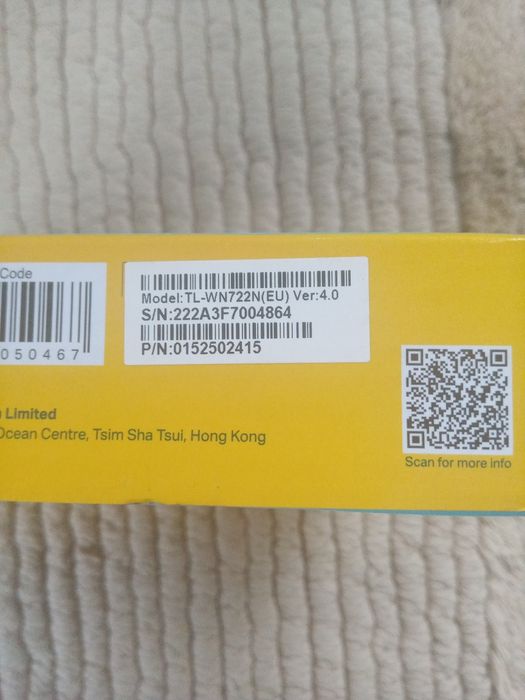 Code
050467
Model:TL-WN722N(EU) Ver:4.0
S/N:222A3F7004864
P/N:0152502415
Limited
Ocean Centre, Tsim Sha Tsui, Hong Kong
Scan for more info